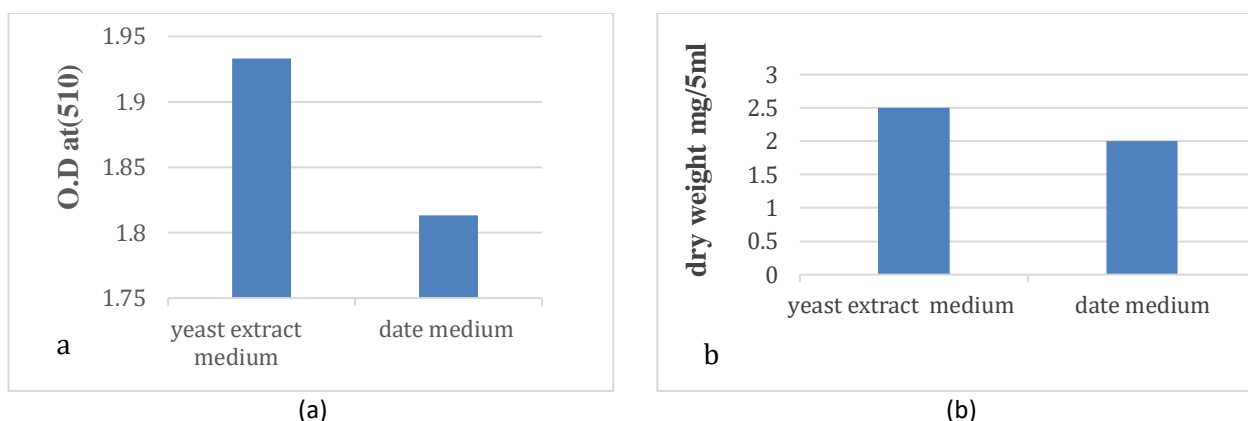 O.D at(510)
1.95
1.9
1.85
1.8
1.75
yeast extract
medium
date medium
a
(a)
dry weight mg/5ml
3
2.5
2
1.5
1
0.5
0
yeast extract  medium
date medium
b
(b)